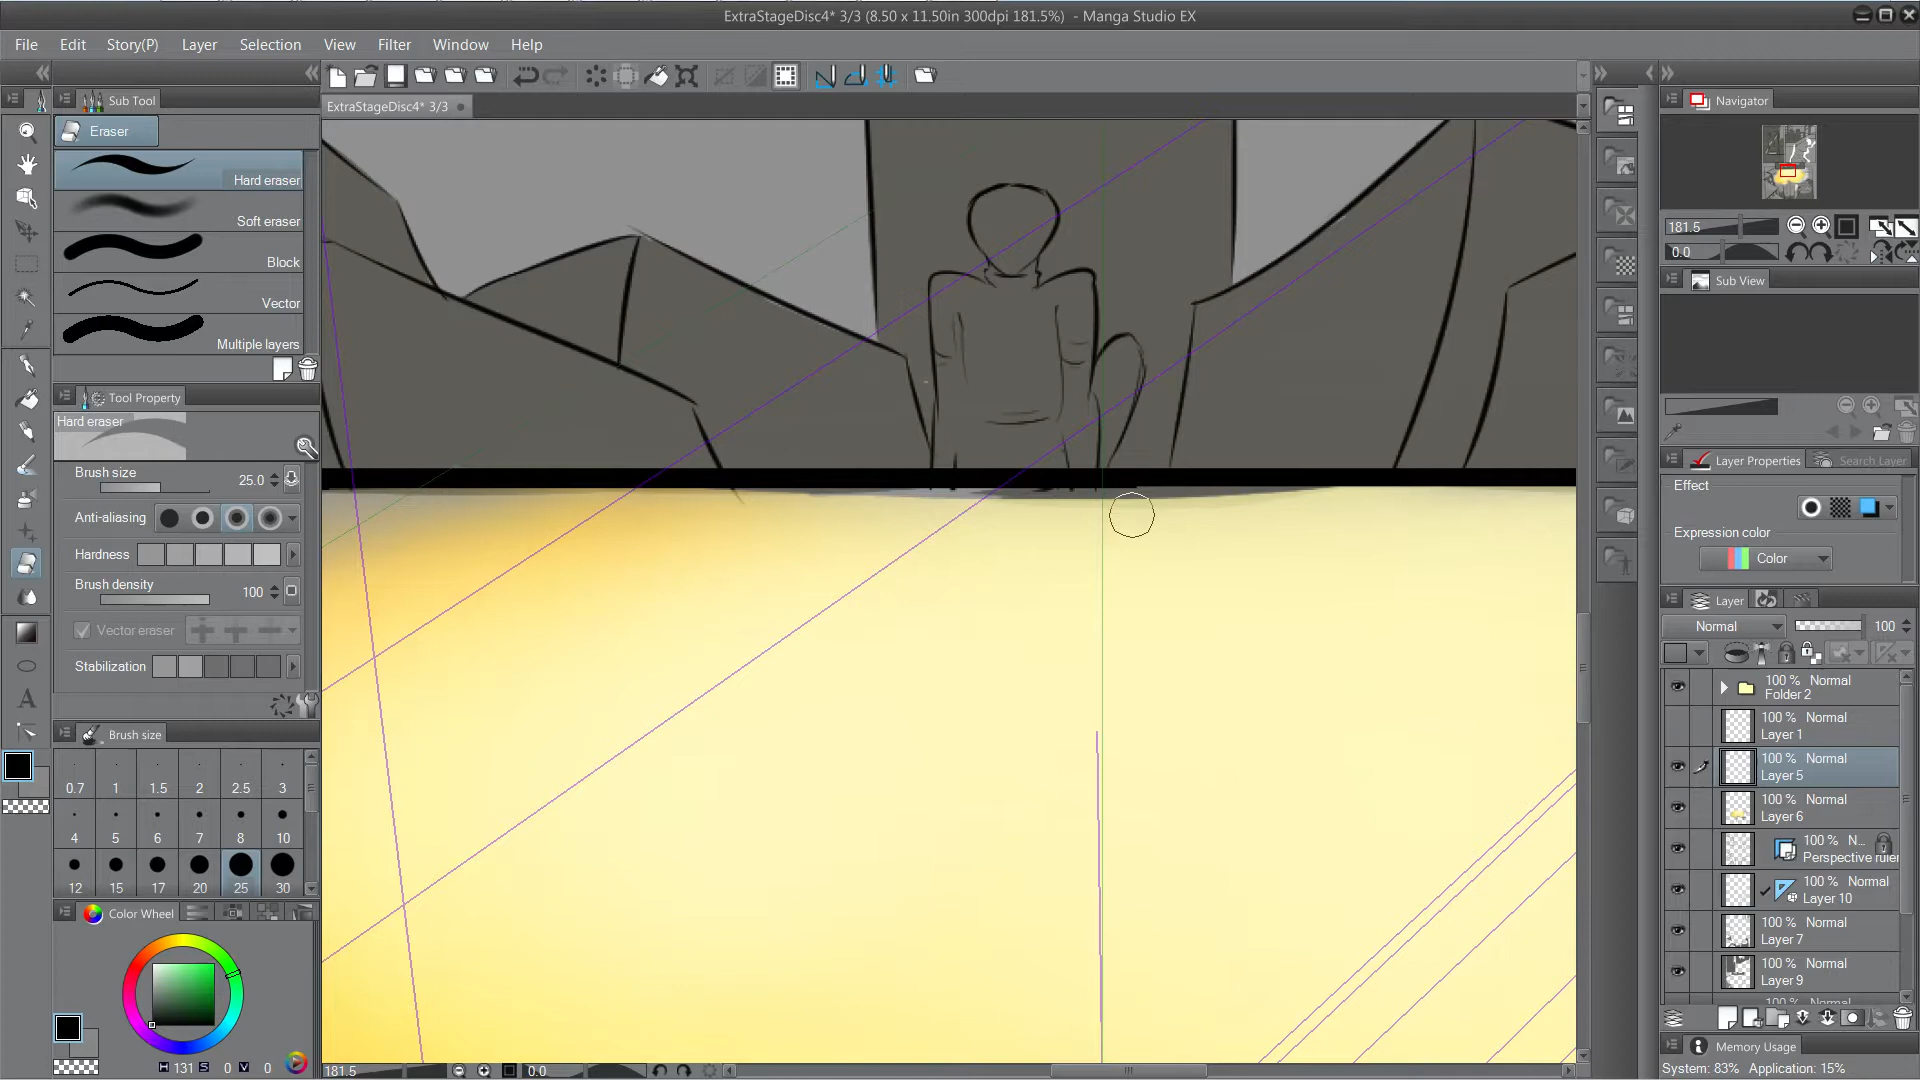 ExtraStageDisc4* 3/3 (8.50 x 11.50in 300dpi 181.5%) - Manga Studio EX
File Edit Story(P) Layer Selection View Filter Window Help
Sub Tool
ExtraStageDisc4* 3/3
Navigator
Eraser
Hard eraser
Soft eraser
Block
Vector
Multiple layers
181.5
0.0
Sub View
Tool Property
Hard eraser
Brush size 25.0
Anti-aliasing
Hardness
Brush density 100
Vector eraser
Stabilization
Layer Properties Search Layer
Effect
Expression color
Color
Layer
Normal 100
100 % Normal
Folder 2
100 % Normal
Layer 1
100 % Normal
Layer 5
100 % Normal
Layer 6
100 % N...
Perspective ruler
100 % Normal
Layer 10
100 % Normal
Layer 7
100 % Normal
Layer 9
100 % Normal
Brush size
0.7 1 1.5 2 2.5 3
4 5 6 7 8 10
12 15 17 20 25 30
Color Wheel
H 131 S 0 V 0
181.5 0.0
Memory Usage
System: 83% Application: 15%